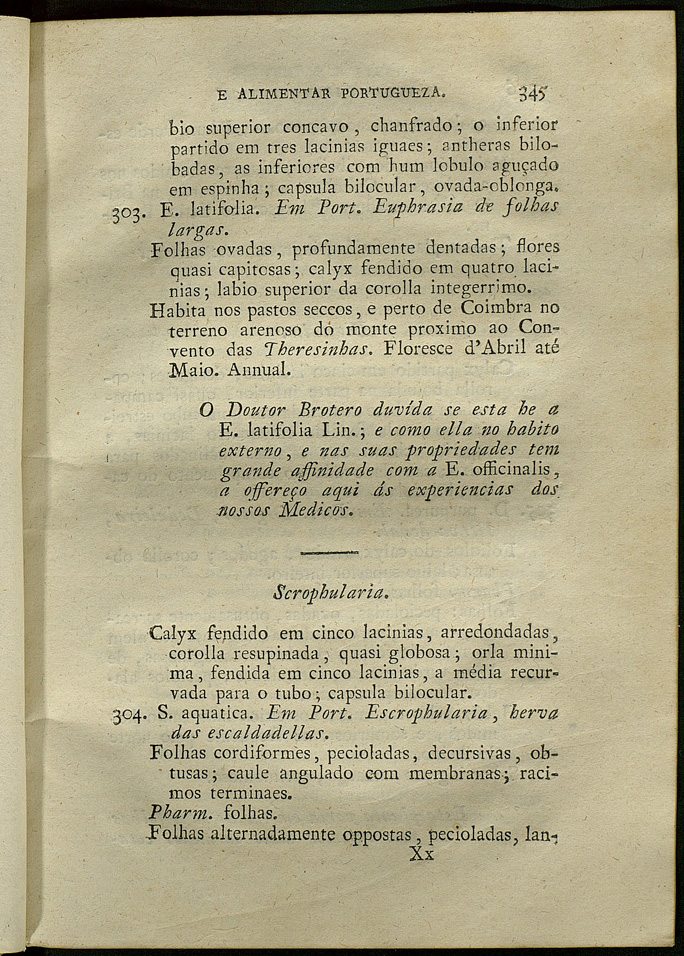 E ALIMENTAR PORTUGUEZA. 345
bio superior concavo, chanfrado; o inferior
partido em tres lacinias iguaes; antheras bilo-
badas, as inferiores com hum lobulo aguçado
em espinha; capsula bilocular, ovada-oblonga.
303. E. latifolia. Em Port. Euphrasia de folhas
largas.
Folhas ovadas, profundamente dentadas; flores
quasi capitosas; calyx fendido em quatro laci-
nias; labio superior da corolla integerrimo.
Habita nos pastos seccos, e perto de Coimbra no
terreno arenoso do monte proximo ao Con-
vento das Theresinhas. Floresce d'Abril até
Maio. Annual.
O Doutor Brotero duvída se esta he a
E. latifolia Lin.; e como ella no habito
externo, e nas suas propriedades tem
grande affinidade com a E. officinalis,
a offereço aqui ás experiencias dos
nossos Medicos.
Scrophularia.
Calyx fendido em cinco lacinias, arredondadas,
corolla resupinada, quasi globosa; orla mini-
ma, fendida em cinco lacinias, a média recur-
vada para o tubo; capsula bilocular.
304. S. aquatica. Em Port. Escrophularia, herva
das escaldadellas.
Folhas cordiformes, pecioladas, decursivas, ob-
tusas; caule angulado com membranas; raci-
mos terminaes.
Pharm. folhas.
Folhas alternadamente oppostas, pecioladas, lan-
Xx